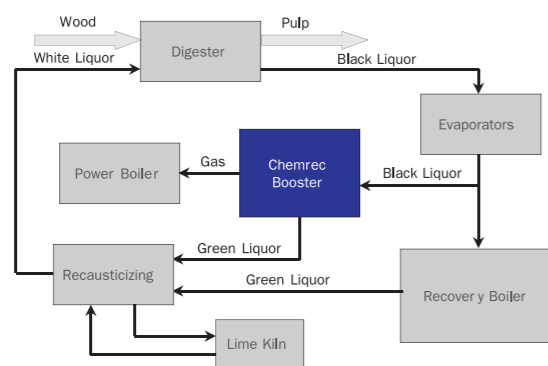 Wood
Pulp
White Liquor
Digester
Black Liquor
Evaporators
Chemrec
Booster
Gas
Power Boiler
Black Liquor
Green Liquor
Recausticizing
Green Liquor
Recover y Boiler
Lime Kiln